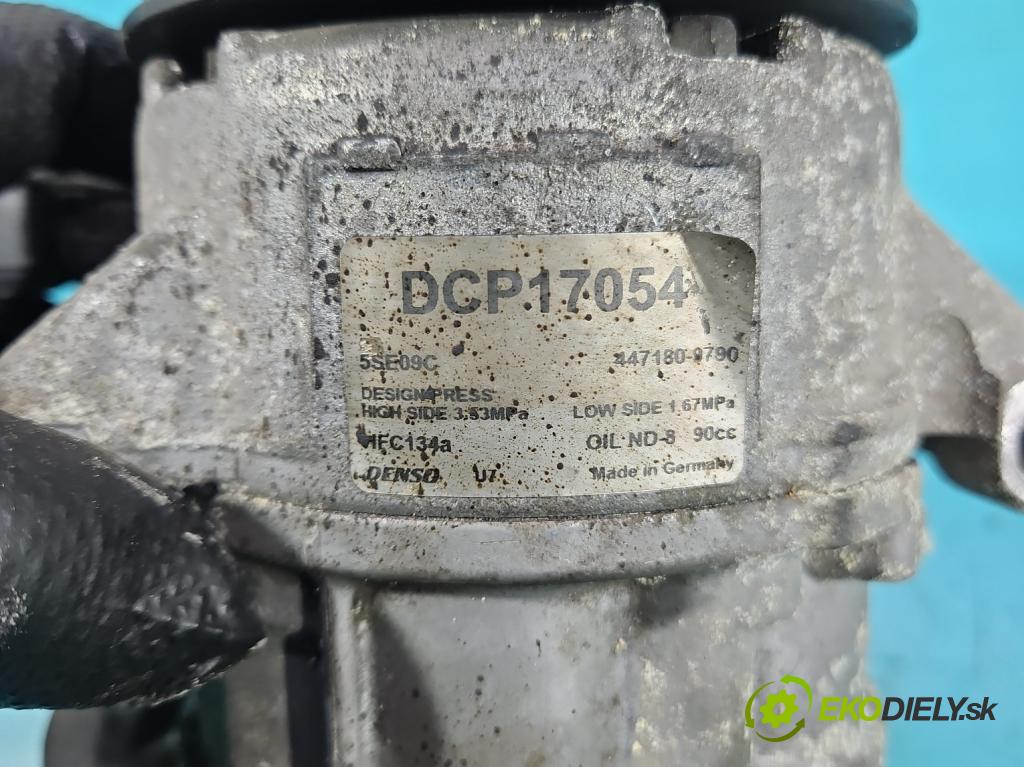 DCP17054
5SE09C 447180-9790
DESIGN PRESS
HIGH SIDE 3.53MPa LOW SIDE 1.67MPa
HFC134a OIL ND-8 90cc
DENSO U7 Made in Germany
EKODIELY.sk